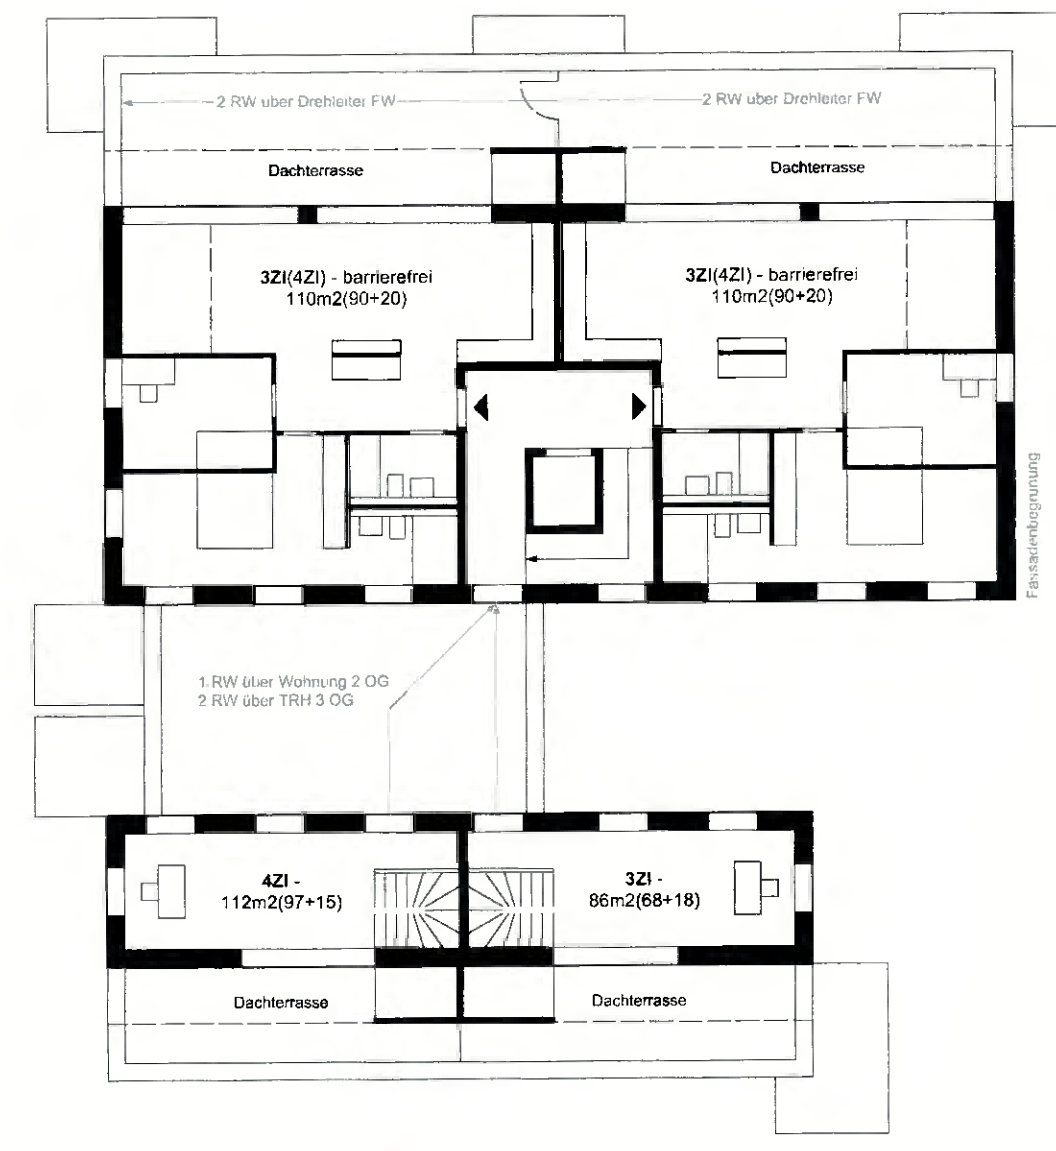 2 RW über Drehleiter FW
2 RW über Drehleiter FW
Dachterrasse
Dachterrasse
3ZI(4ZI) - barrierefrei
110m2(90+20)
3ZI(4ZI) - barrierefrei
110m2(90+20)
Fassadenbegrünung
1 RW über Wohnung 2 OG
2 RW über TRH 3 OG
4ZI -
112m2(97+15)
3ZI -
86m2(68+18)
Dachterrasse
Dachterrasse